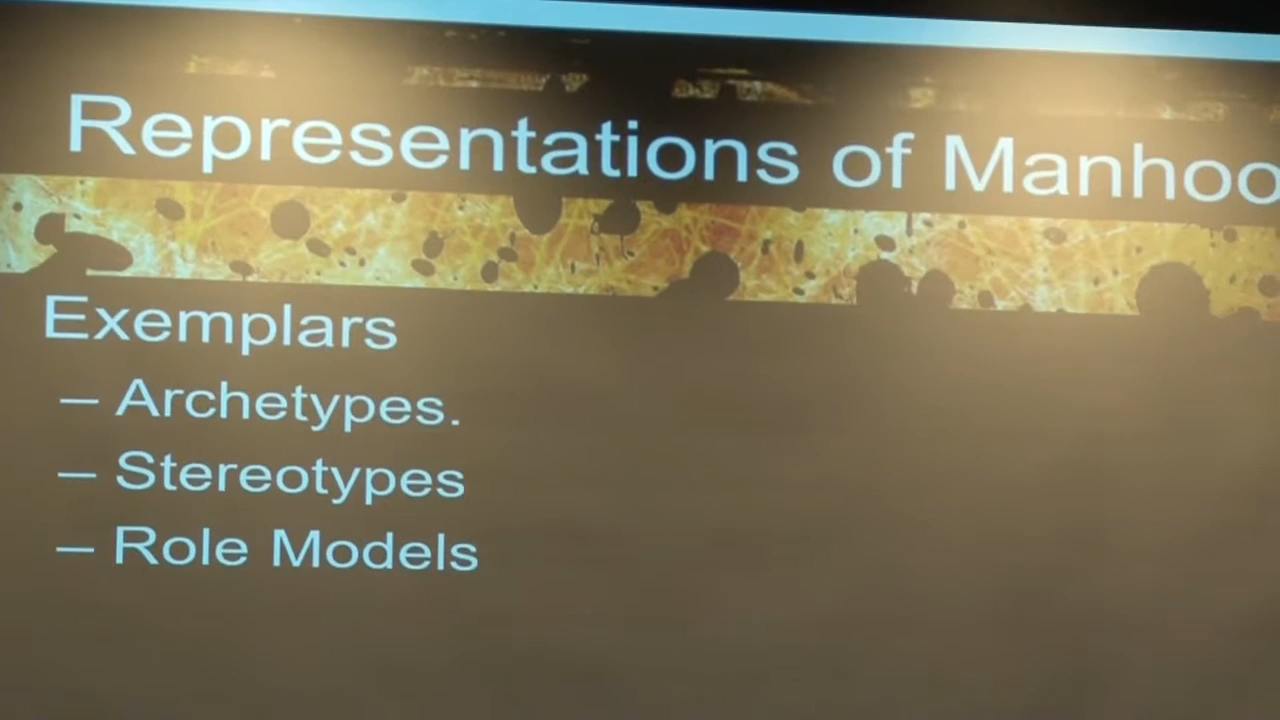 Representations of Manhoo
Exemplars
– Archetypes.
– Stereotypes
– Role Models